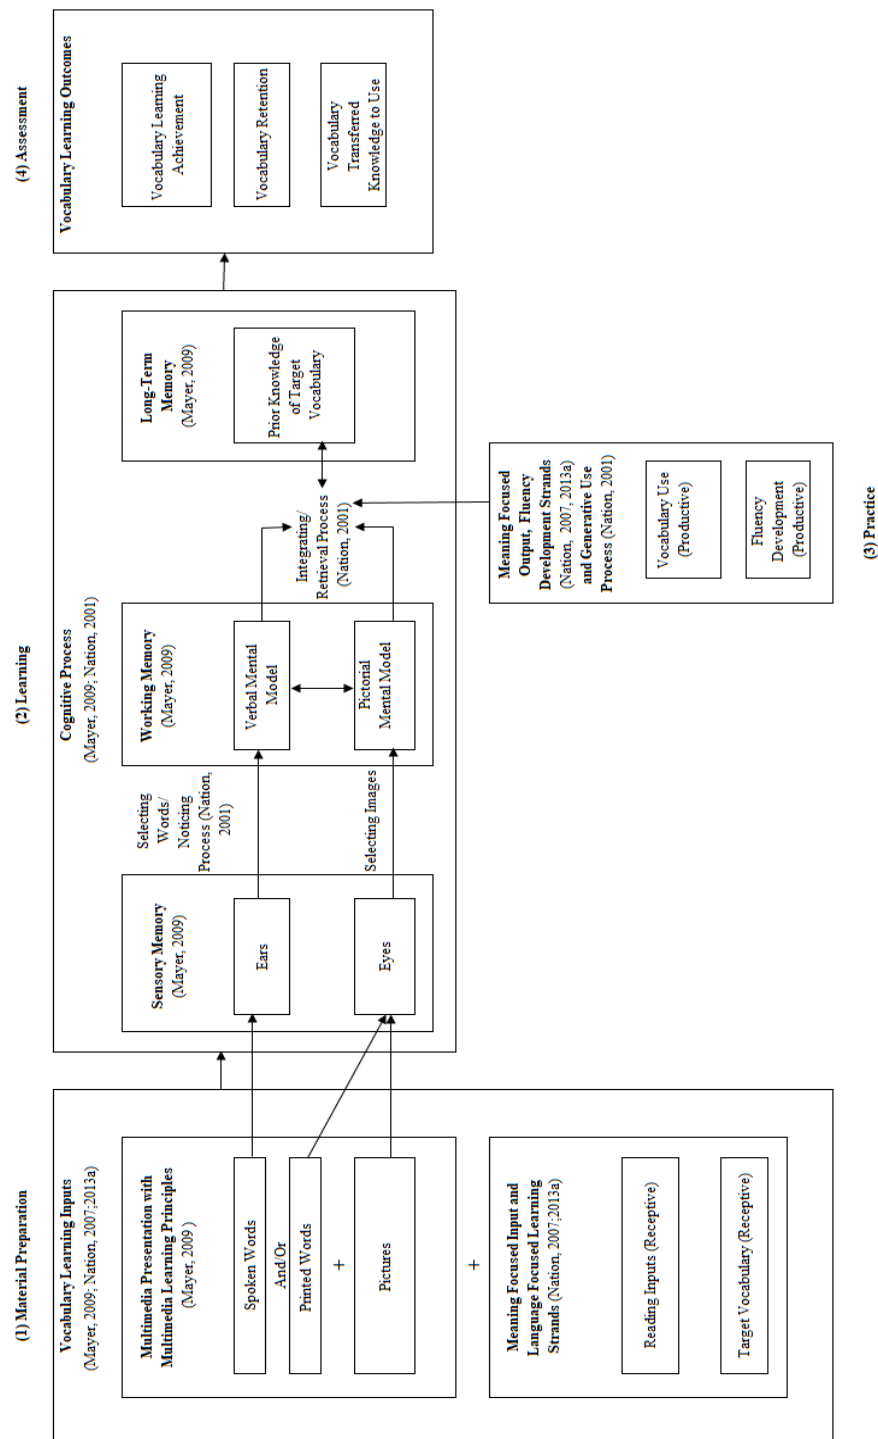 (1) Material Preparation
Vocabulary Learning Inputs
(Mayer, 2009; Nation, 2007;2013a)
Multimedia Presentation with
Multimedia Learning Principles
(Mayer, 2009 )
Spoken Words
And/Or
Printed Words
+
Pictures
+
Meaning Focused Input and
Language Focused Learning
Strands (Nation, 2007;2013a)
Reading Inputs (Receptive)
Target Vocabulary (Receptive)
(2) Learning
Cognitive Process
(Mayer, 2009; Nation, 2001)
Sensory Memory
(Mayer, 2009)
Ears
Eyes
Selecting
Words/
Noticing
Process (Nation,
2001)
Selecting Images
Working Memory
(Mayer, 2009)
Verbal Mental
Model
Pictorial
Mental Model
Integrating/
Retrieval Process
(Nation, 2001)
Long-Term
Memory
(Mayer, 2009)
Prior Knowledge
of Target
Vocabulary
Meaning Focused
Output, Fluency
Development Strands
(Nation, 2007, 2013a)
and Generative Use
Process (Nation, 2001)
Vocabulary Use
(Productive)
Fluency
Development
(Productive)
(3) Practice
(4) Assessment
Vocabulary Learning Outcomes
Vocabulary Learning
Achievement
Vocabulary Retention
Vocabulary
Transferred
Knowledge to Use